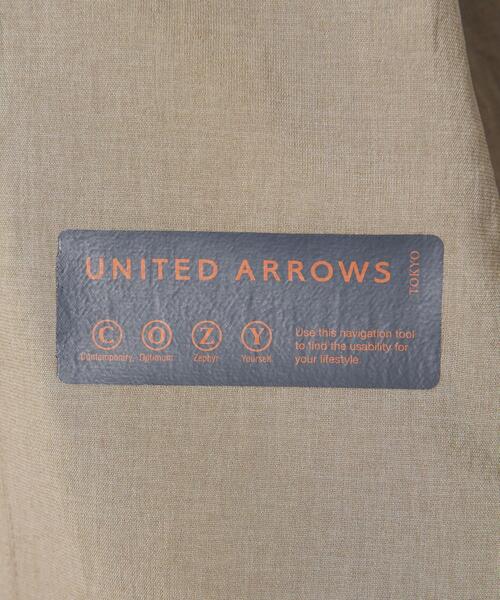 UNITED ARROWS TOKYO
C O Z Y
Contemporary Optimum Zephyr Yourself
Use this navigation tool
to find the usability for
your lifestyle.